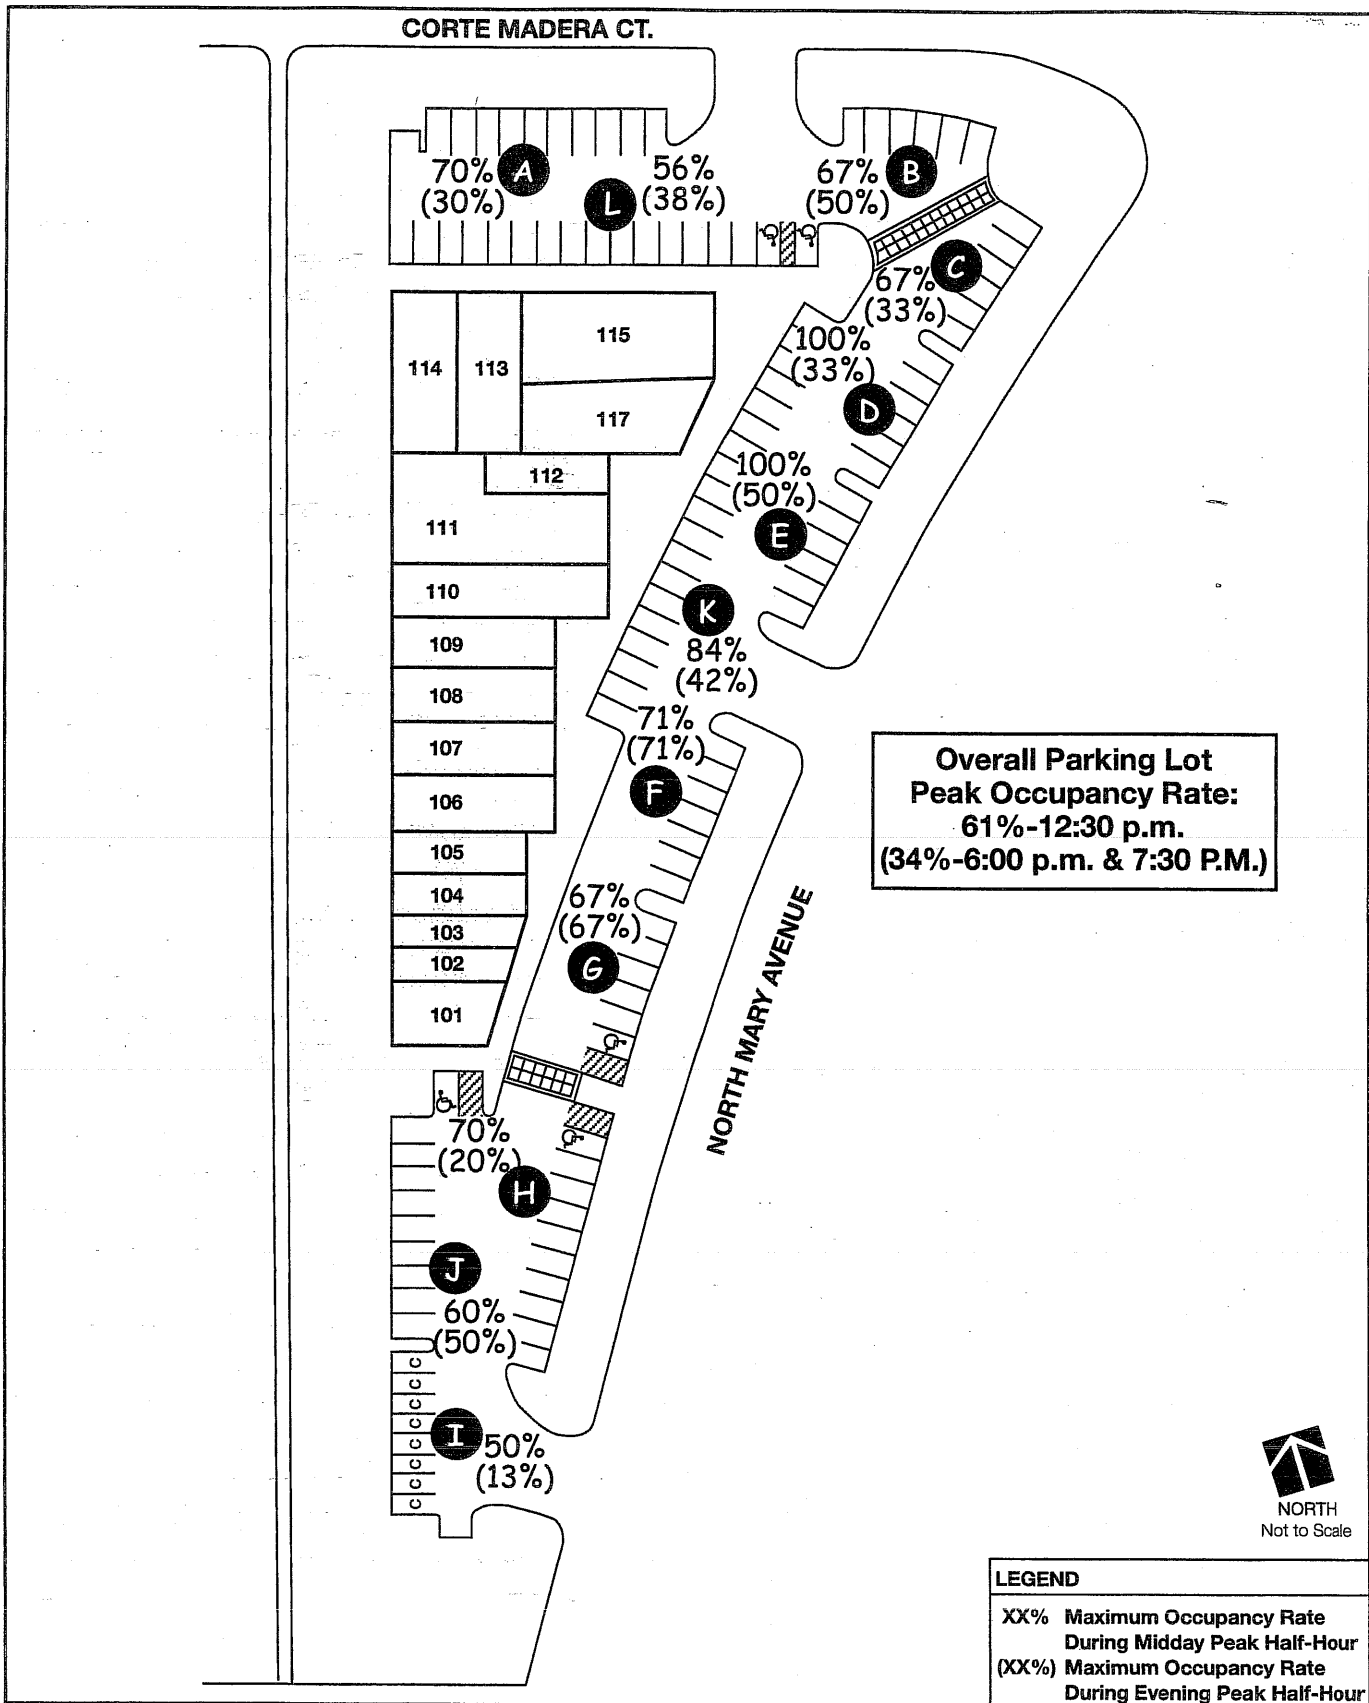 CORTE MADERA CT.
70%
(30%)
A
L
56%
(38%)
67%
(50%)
B
C
67%
(33%)
100%
(33%)
D
115
114
113
117
112
100%
(50%)
E
111
110
K
84%
(42%)
109
108
107
106
105
104
103
102
101
71%
(71%)
F
67%
(67%)
G
Overall Parking Lot
Peak Occupancy Rate:
61%-12:30 p.m.
(34%-6:00 p.m. & 7:30 P.M.)
NORTH MARY AVENUE
70%
(20%)
H
J
60%
(50%)
C
C
C
C
C
C
C
C
I
50%
(13%)
NORTH
Not to Scale
LEGEND
XX% Maximum Occupancy Rate
During Midday Peak Half-Hour
(XX%) Maximum Occupancy Rate
During Evening Peak Half-Hour